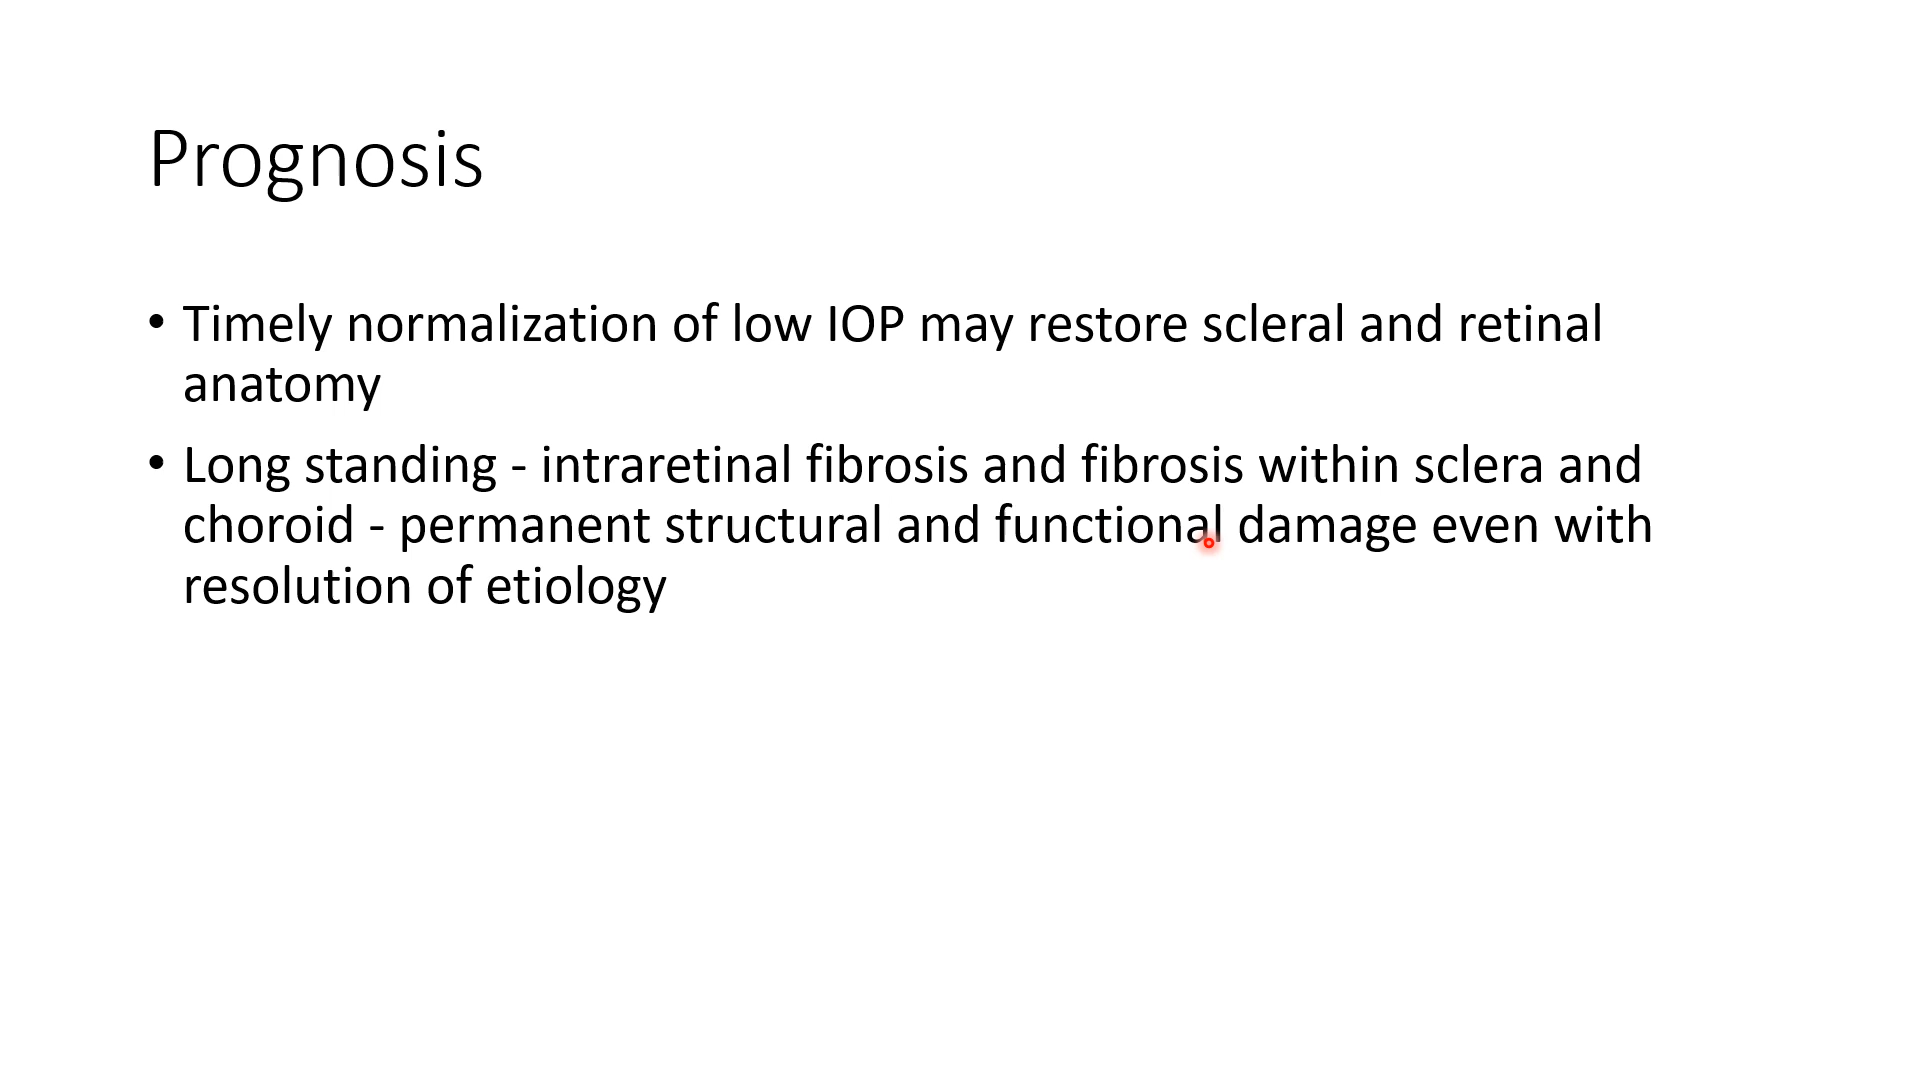 Prognosis
• Timely normalization of low IOP may restore scleral and retinal
anatomy
• Long standing - intraretinal fibrosis and fibrosis within sclera and
choroid - permanent structural and functional damage even with
resolution of etiology